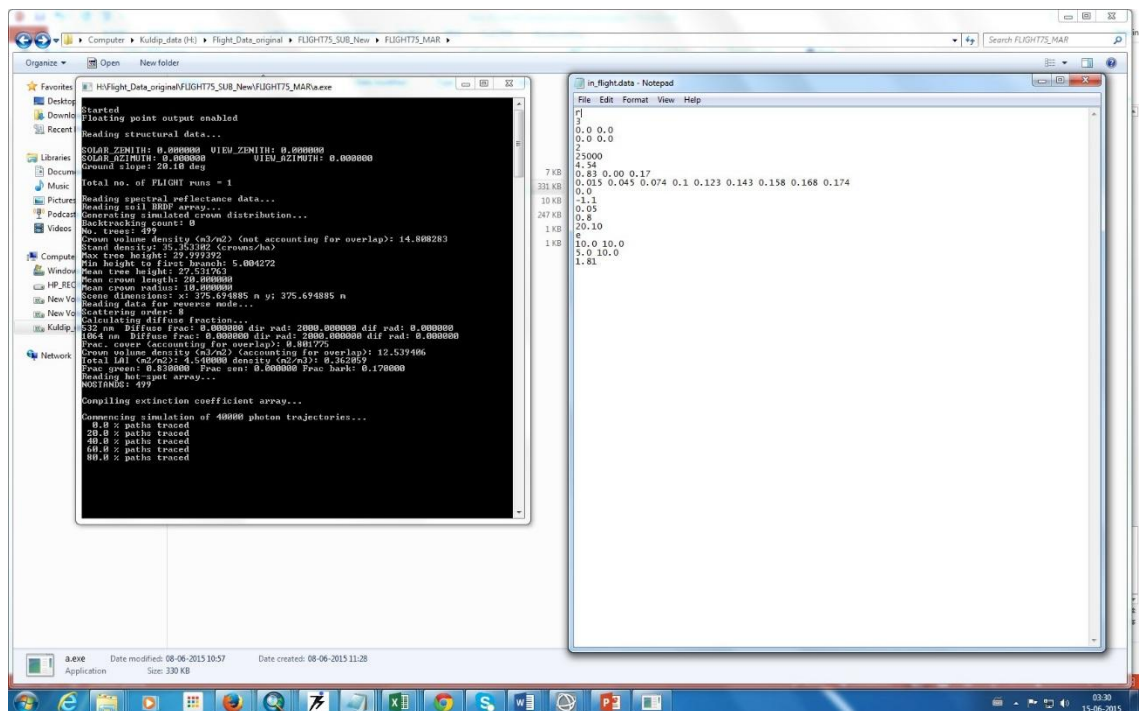 Computer ▸ Kuldip_data (H:) ▸ Flight_Data_original ▸ FLIGHT75_SUB_New ▸ FLIGHT75_MAR ▸
Search FLIGHT75_MAR
Organize
Open
New folder
Favorites
Desktop
Libraries
Music
Pictures
Podcast
Videos
Network
7 KB
331 KB
10 KB
247 KB
1 KB
1 KB
H:\Flight_Data_original\FLIGHT75_SUB_New\FLIGHT75_MAR\a.exe
Started
Floating point output enabled
Reading structural data...
SOLAR_ZENITH: 0.000000 VIEW_ZENITH: 0.000000
SOLAR_AZIMUTH: 0.000000 VIEW_AZIMUTH: 0.000000
Ground slope: 20.10 deg
Total no. of FLIGHT runs = 1
Reading spectral reflectance data...
Reading soil BRDF array...
Generating simulated crown distribution...
Backtracking count: 0
No. trees: 499
Crown volume density (m3/m2) (not accounting for overlap): 14.808283
Stand density: 35.353302 (crowns/ha)
Max tree height: 29.999392
Min height to first branch: 5.004272
Mean tree height: 27.531763
Mean crown length: 20.000000
Mean crown radius: 10.000000
Scene dimensions: x: 375.694885 m y; 375.694885 m
Reading data for reverse mode...
Scattering order: 8
Calculating diffuse fraction...
532 nm Diffuse frac: 0.000000 dir rad: 2000.000000 dif rad: 0.000000
1064 nm Diffuse frac: 0.000000 dir rad: 2000.000000 dif rad: 0.000000
Frac. cover (accounting for overlap): 0.801775
Crown volume density (m3/m2) (accounting for overlap): 12.539406
Total LAI (m2/m2): 4.540000 density (m2/m3): 0.362059
Frac green: 0.830000 Frac sen: 0.000000 Frac bark: 0.170000
Reading hot-spot array...
NOSTANDS: 499
Compiling extinction coefficient array...
Commencing simulation of 40000 photon trajectories...
0.0 % paths traced
20.0 % paths traced
40.0 % paths traced
60.0 % paths traced
80.0 % paths traced
in_flight.data - Notepad
File Edit Format View Help
r
3
0.0 0.0
0.0 0.0
2
25000
4.54
0.83 0.00 0.17
0.015 0.045 0.074 0.1 0.123 0.143 0.158 0.168 0.174
0.0
-1.1
0.05
0.8
20.10
e
10.0 10.0
5.0 10.0
1.81
a.exe
Date modified: 08-06-2015 10:57
Date created: 08-06-2015 11:28
Application
Size: 330 KB
03:30
15-06-2015